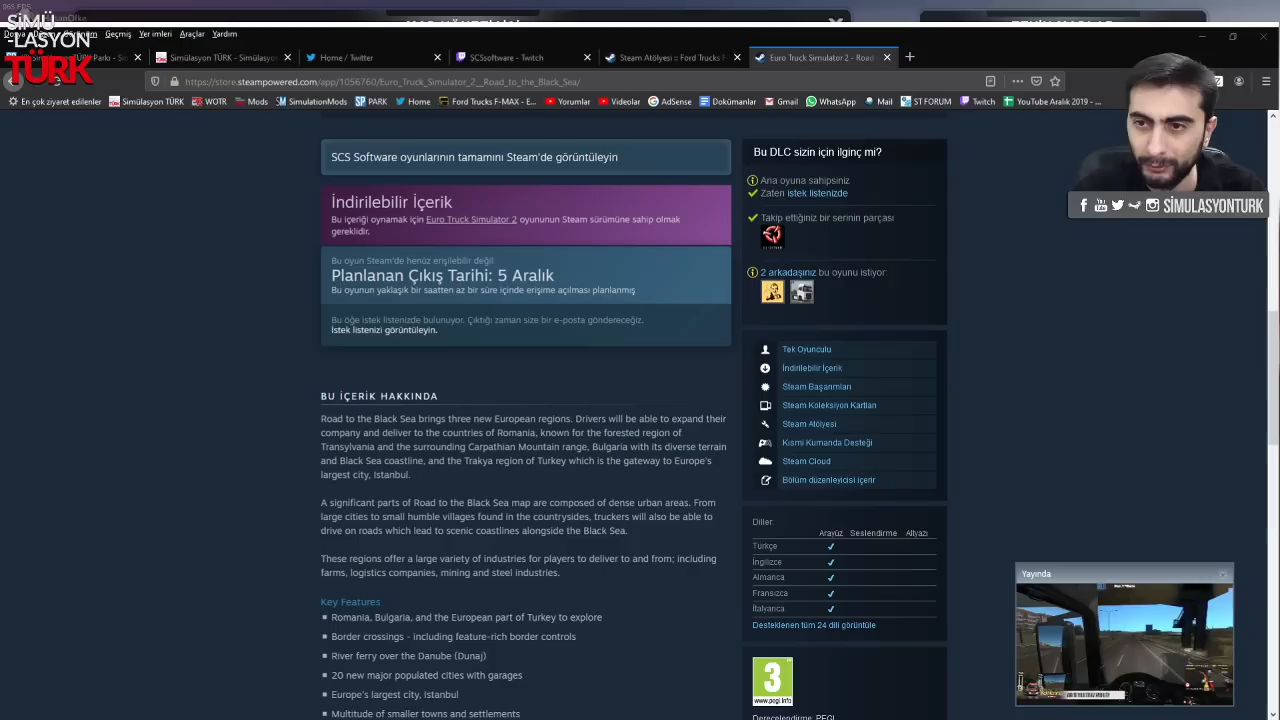 965 FPS
SİMÜ
-LASYON
TÜRK
Dosya Düzen Görünüm Geçmiş Yer imleri Araçlar Yardım
Simülasyon TÜRK
Home / Twitter
SCSsoftware - Twitch
Steam Atölyesi = Ford Trucks F
Euro Truck Simulator 2 - Road
https://store.steampowered.com/app/1056760/Euro_Truck_Simulator_2__Road_to_the_Black_Sea/
En çok ziyaret edilenler Simülasyon TÜRK WOTR Mods SimulationMods PARK Home Ford Trucks F-MAX - E... Yorumlar Videolar AdSense Dokümanlar Gmail WhatsApp Mail ST FORUM Twitch YouTube Aralık 2019 - ...
SCS Software oyunlarının tamamını Steam'de görüntüleyin
İndirilebilir İçerik
Bu içeriği oynamak için Euro Truck Simulator 2 oyununun Steam sürümüne sahip olmak
gereklidir.
Bu oyun Steam'de henüz erişilebilir değil
Planlanan Çıkış Tarihi: 5 Aralık
Bu oyunun yaklaşık bir saatten az bir süre içinde erişime açılması planlanmış
Bu öğe istek listenizde bulunuyor. Çıktığı zaman size bir e-posta göndereceğiz.
İstek listenizi görüntüleyin.
BU İÇERİK HAKKINDA
Road to the Black Sea brings three new European regions. Drivers will be able to expand their
company and deliver to the countries of Romania, known for the forested region of
Transylvania and the surrounding Carpathian Mountain range, Bulgaria with its diverse terrain
and Black Sea coastline, and the Trakya region of Turkey which is the gateway to Europe's
largest city, Istanbul.
A significant parts of Road to the Black Sea map are composed of dense urban areas. From
large cities to small humble villages found in the countrysides, truckers will also be able to
drive on roads which lead to scenic coastlines alongside the Black Sea.
These regions offer a large variety of industries for players to deliver to and from; including
farms, logistics companies, mining and steel industries.
Key Features
Romania, Bulgaria, and the European part of Turkey to explore
Border crossings - including feature-rich border controls
River ferry over the Danube (Dunaj)
20 new major populated cities with garages
Europe's largest city, Istanbul
Multitude of smaller towns and settlements
Bu DLC sizin için ilginç mi?
Ana oyuna sahipsiniz
Zaten istek listenizde
Takip ettiğiniz bir serinin parçası
2 arkadaşınız bu oyunu istiyor:
Tek Oyunculu
İndirilebilir İçerik
Steam Başarımları
Steam Koleksiyon Kartları
Steam Atölyesi
Kısmi Kumanda Desteği
Steam Cloud
Bölüm düzenleyicisi içerir
Diller:
Arayüz Seslendirme Altyazı
Türkçe
İngilizce
Almanca
Fransızca
İtalyanca
Desteklenen tüm 24 dili görüntüle
3
www.pegi.info
Derecelendirme: PEGI
SİMULASYONTURK
Yayında